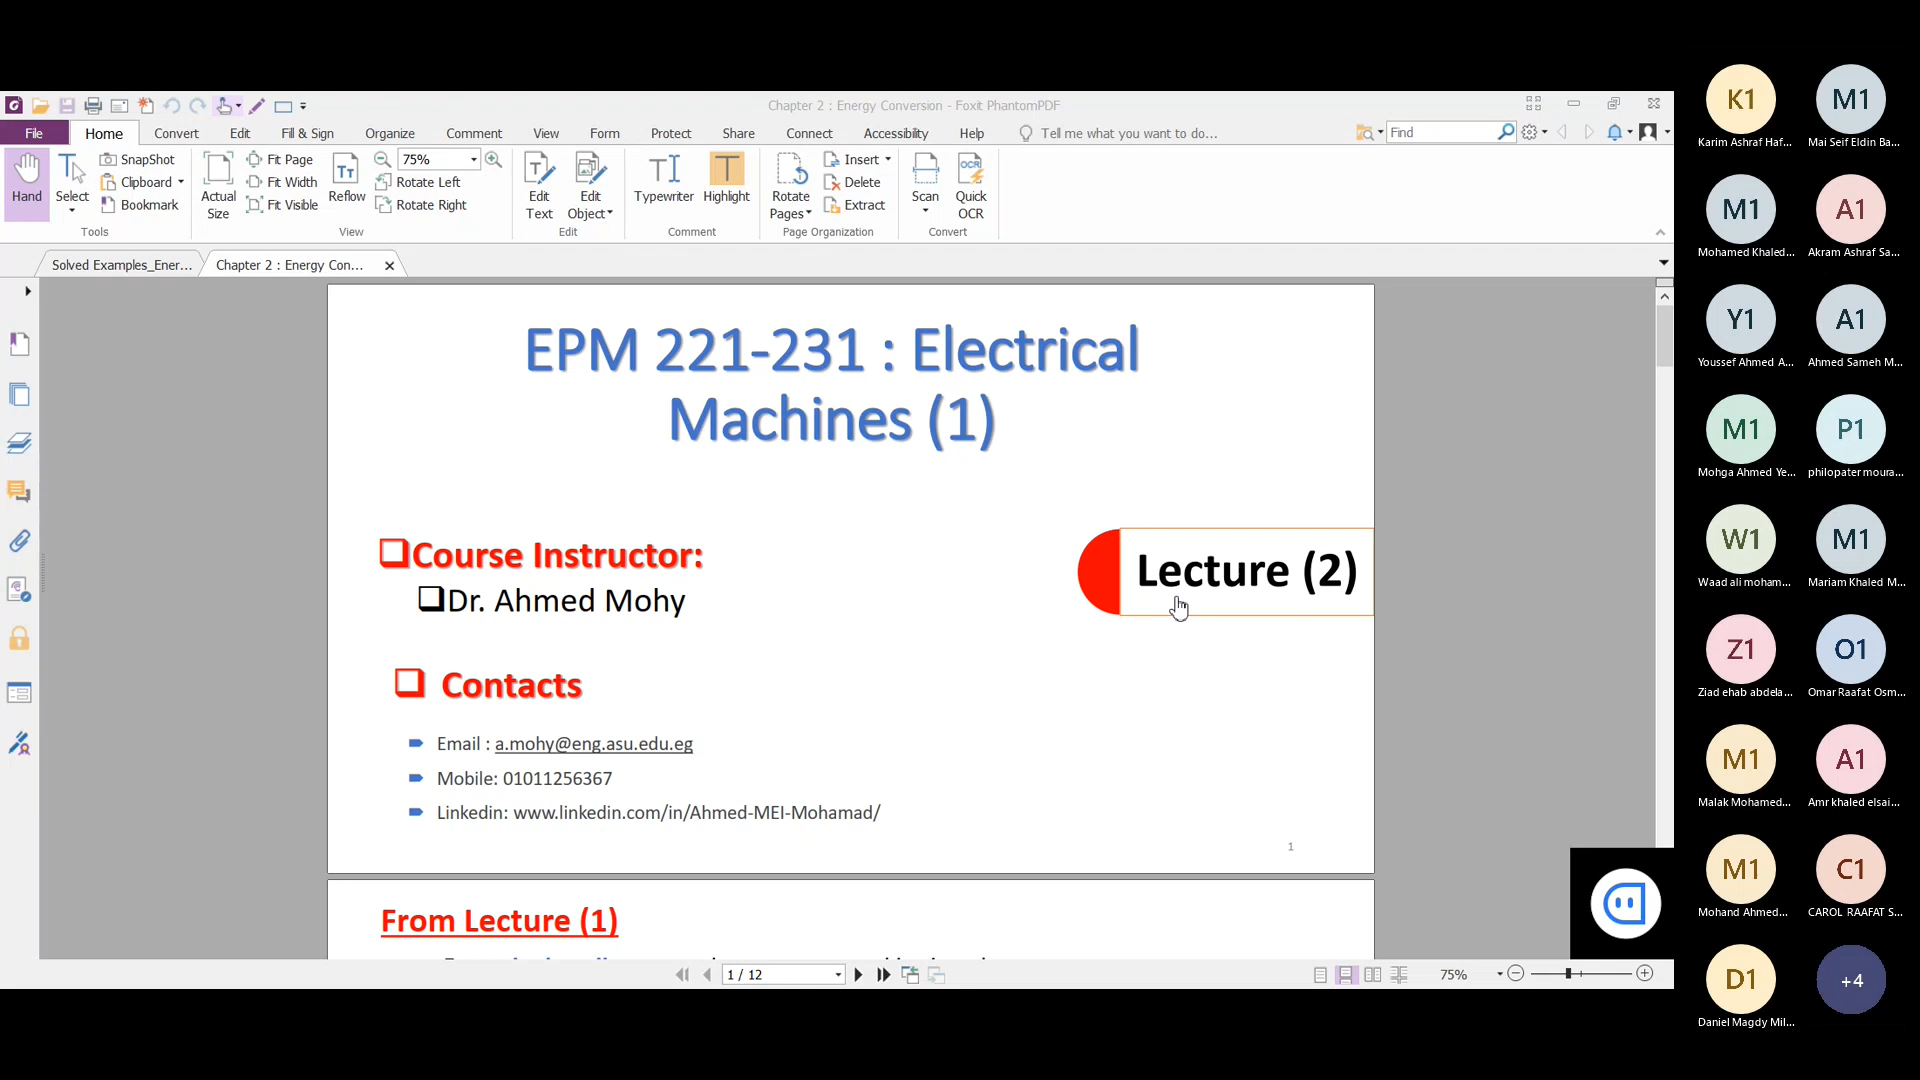 Chapter 2 : Energy Conversion - Foxit PhantomPDF
File Home Convert Edit Fill & Sign Organize Comment View Form Protect Share Connect Accessibility Help Tell me what you want to do... Find
Hand
Select
SnapShot
Clipboard
Bookmark
Tools
Actual Size
Fit Page
Fit Width
Fit Visible
Reflow
75%
Rotate Left
Rotate Right
View
Edit Text
Edit Object
Edit
Typewriter
Highlight
Comment
Rotate Pages
Insert
Delete
Extract
Page Organization
Scan
Quick OCR
Convert
Solved Examples_Ener...
Chapter 2 : Energy Con...
EPM 221-231 : Electrical
Machines (1)
Course Instructor:
Dr. Ahmed Mohy
Lecture (2)
Contacts
Email : a.mohy@eng.asu.edu.eg
Mobile: 01011256367
Linkedin: www.linkedin.com/in/Ahmed-MEI-Mohamad/
1
From Lecture (1)
1 / 12
75%
K1
Karim Ashraf Haf...
M1
Mai Seif Eldin Ba...
M1
Mohamed Khaled...
A1
Akram Ashraf Sa...
Y1
Youssef Ahmed A...
A1
Ahmed Sameh M...
M1
Mohga Ahmed Ye...
P1
philopater moura...
W1
Waad ali moham...
M1
Mariam Khaled M...
Z1
Ziad ehab abdela...
O1
Omar Raafat Osm...
M1
Malak Mohamed...
A1
Amr khaled elsai...
M1
Mohand Ahmed...
C1
CAROL RAAFAT S...
D1
Daniel Magdy Mil...
+4